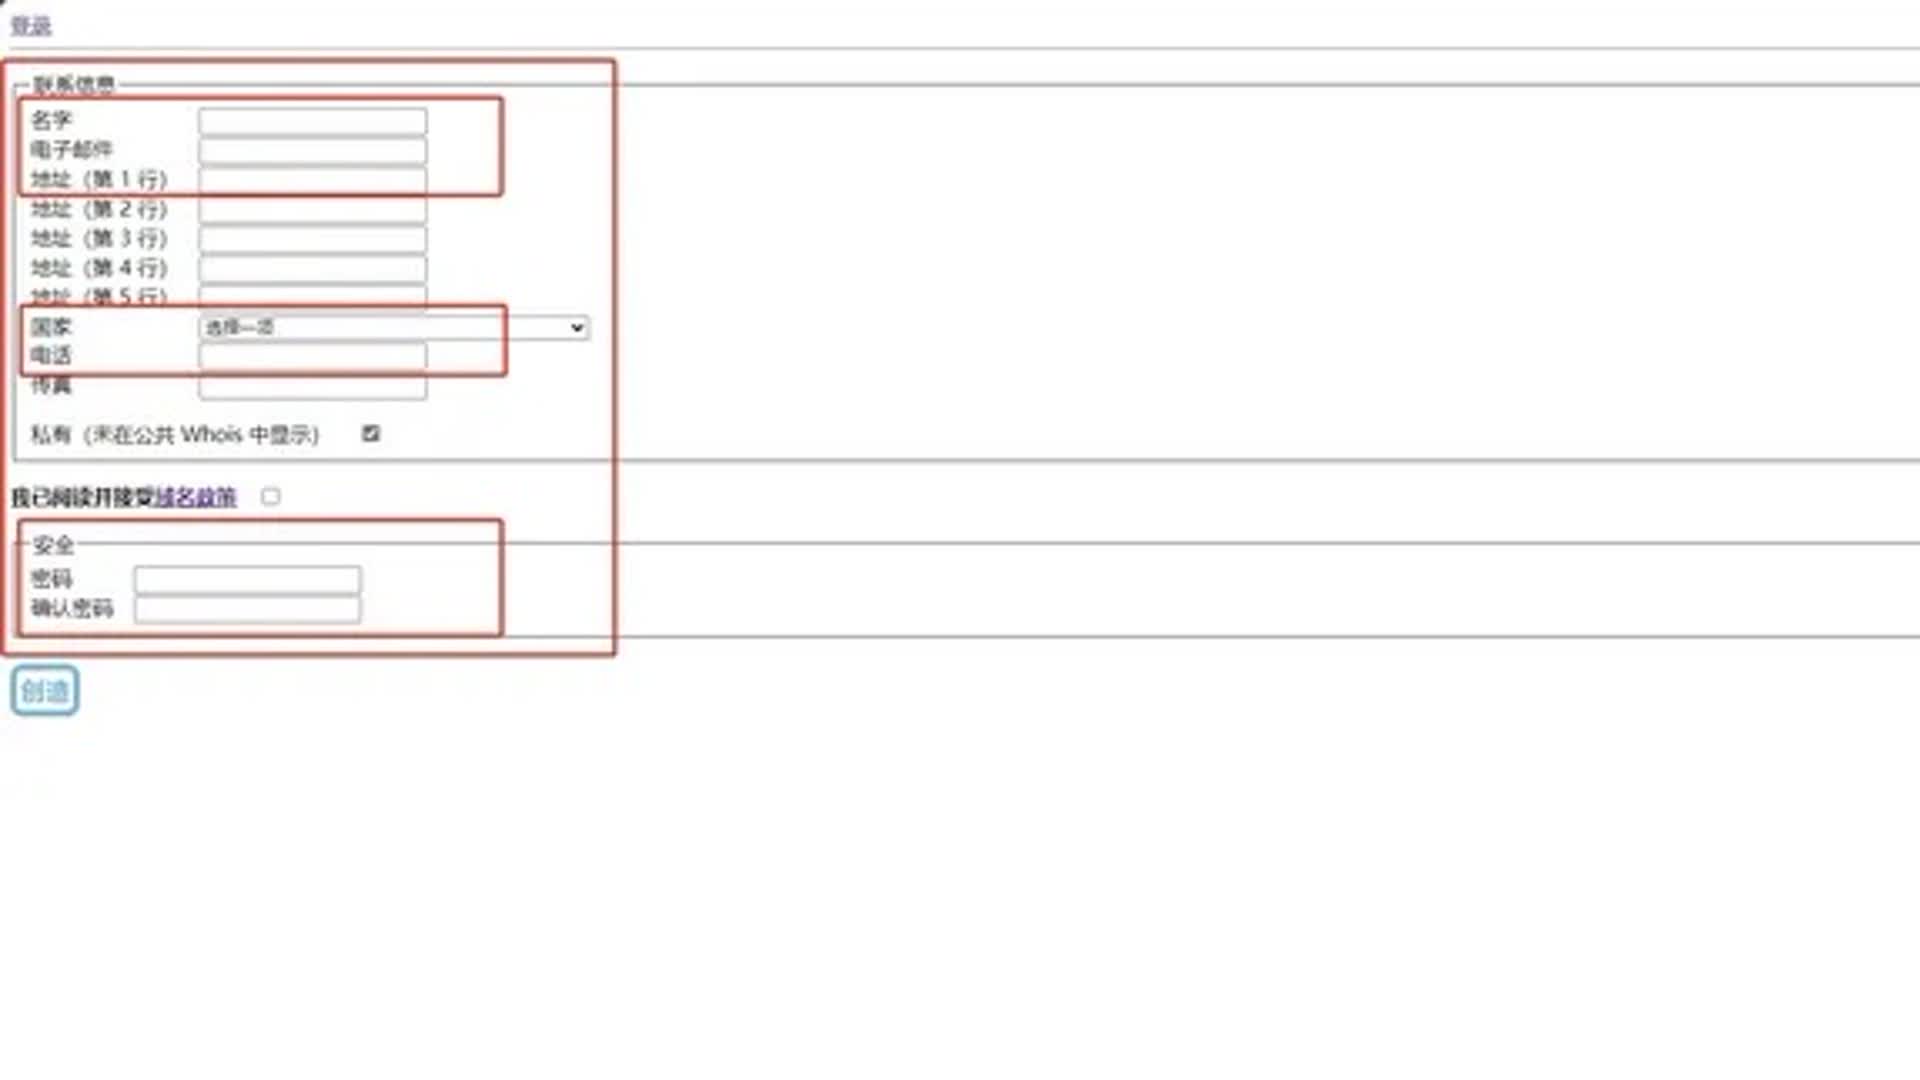 登录
联系信息
名字
电子邮件
地址（第 1 行）
地址（第 2 行）
地址（第 3 行）
地址（第 4 行）
地址（第 5 行）
国家 选择一项
电话
传真
私有（未在公共 Whois 中显示）
我已阅读并接受域名政策
安全
密码
确认密码
创造